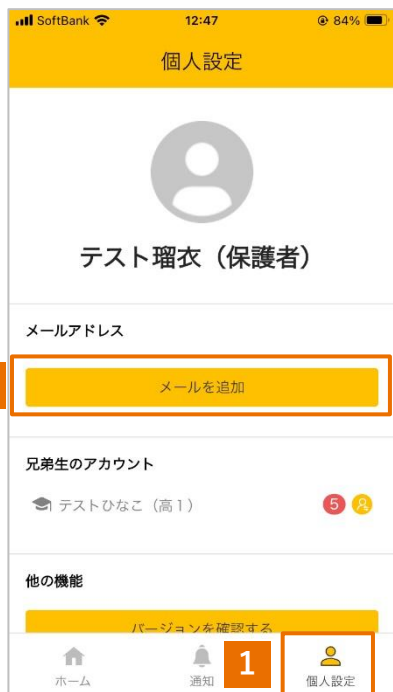 SoftBank 12:47 84%
個人設定
テスト瑠衣（保護者）
メールアドレス
メールを追加
兄弟生のアカウント
テストひなこ（高１） 5
他の機能
バージョンを確認する
1
ホーム 通知 個人設定